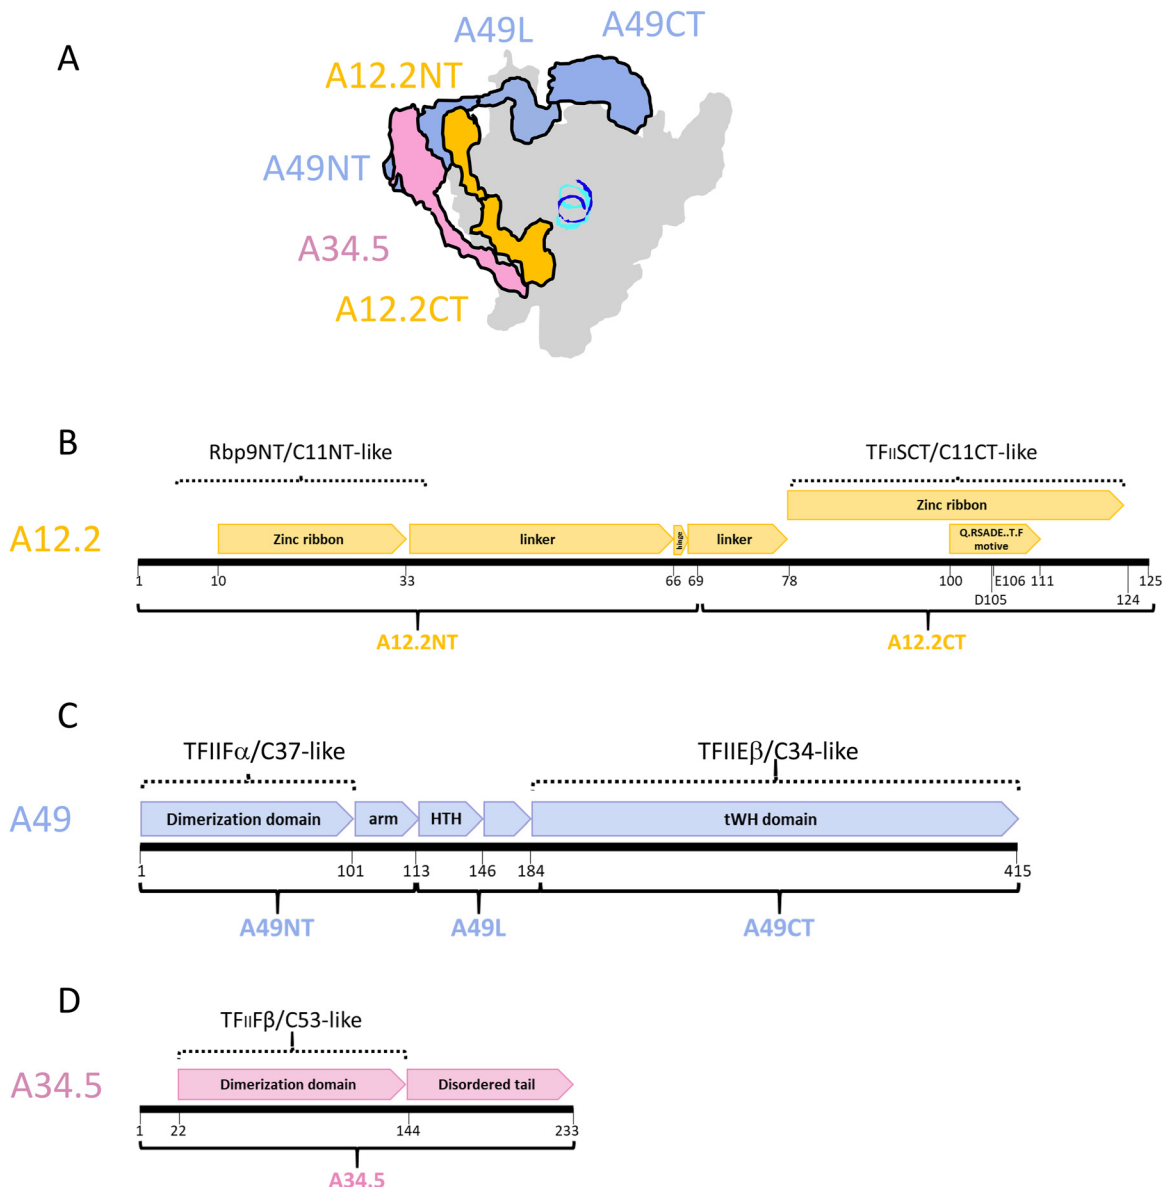 A
A49L
A49CT
A12.2NT
A49NT
A34.5
A12.2CT
B
Rbp9NT/C11NT-like
TFIISCT/C11CT-like
A12.2
Zinc ribbon
Zinc ribbon
linker
hinge
linker
Q.RSADE..T.F
motive
1 10 33 66 69 78 100 E106 111 125
D105 124
A12.2NT
A12.2CT
C
TFIIFα/C37-like
TFIIEβ/C34-like
A49
Dimerization domain
arm
HTH
tWH domain
1 101 113 146 184 415
A49NT
A49L
A49CT
D
TFIIFβ/C53-like
A34.5
Dimerization domain
Disordered tail
1 22 144 233
A34.5